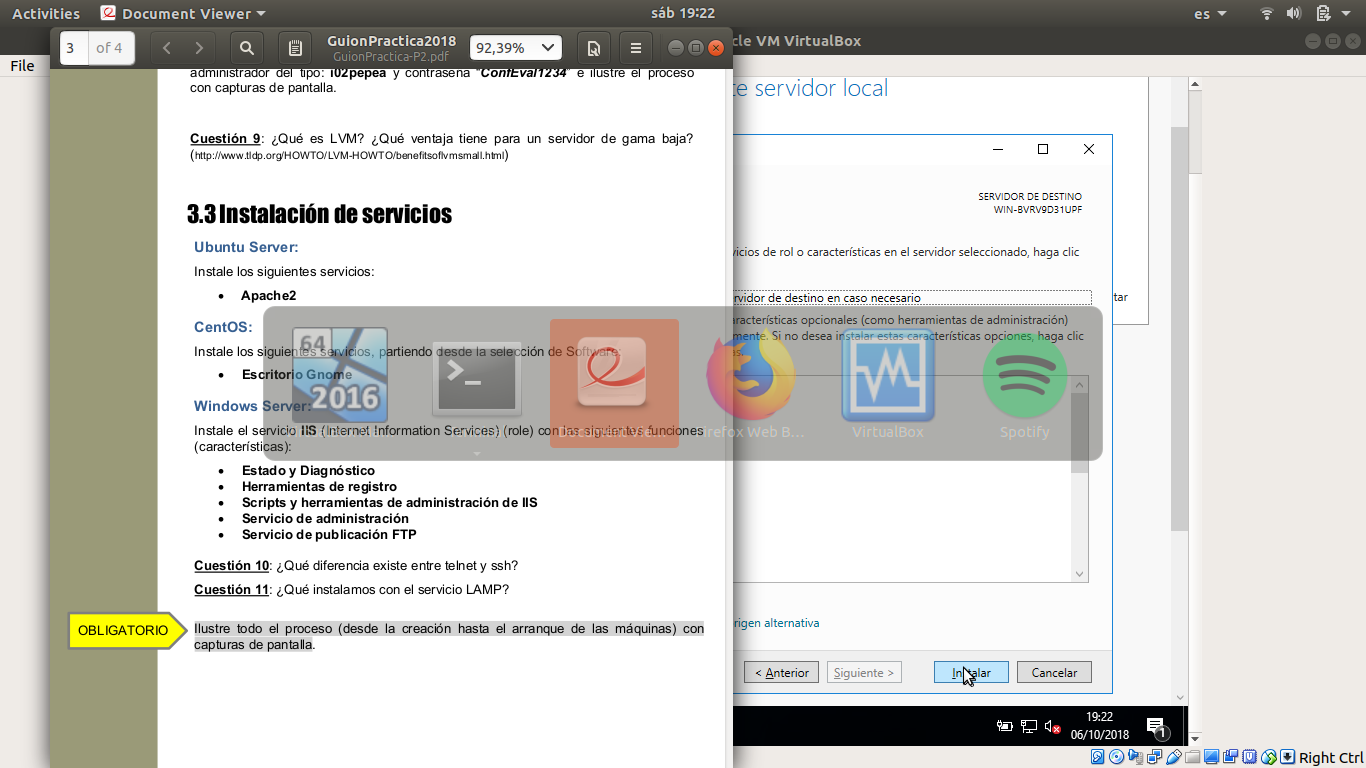 Activities Document Viewer sáb 19:22 es
3 of 4 GuionPractica2018 92,39%
GuionPractica-P2.pdf
cle VM VirtualBox
File
administrador del tipo: i02pepea y contraseña "ConfEval1234" e ilustre el proceso
con capturas de pantalla.
Cuestión 9: ¿Qué es LVM? ¿Qué ventaja tiene para un servidor de gama baja?
(http://www.tldp.org/HOWTO/LVM-HOWTO/benefitsoflvmsmall.html)
3.3 Instalación de servicios
Ubuntu Server:
Instale los siguientes servicios:
• Apache2
CentOS:
Instale los siguientes servicios, partiendo desde la selección de Software:
• Escritorio Gnome
Windows Server:
Instale el servicio IIS (Internet Information Services) (role) con las siguientes funciones
(características):
• Estado y Diagnóstico
• Herramientas de registro
• Scripts y herramientas de administración de IIS
• Servicio de administración
• Servicio de publicación FTP
Cuestión 10: ¿Qué diferencia existe entre telnet y ssh?
Cuestión 11: ¿Qué instalamos con el servicio LAMP?
OBLIGATORIO
Ilustre todo el proceso (desde la creación hasta el arranque de las máquinas) con
capturas de pantalla.
64
2016
>_
Firefox Web B...
VirtualBox
Spotify
te servidor local
SERVIDOR DE DESTINO
WIN-BVRV9D31UPF
vicios de rol o características en el servidor seleccionado, haga clic
rvidor de destino en caso necesario
tar
aracterísticas opcionales (como herramientas de administración)
mente. Si no desea instalar estas características opciones, haga clic
as.
rigen alternativa
< Anterior Siguiente > Instalar Cancelar
19:22
06/10/2018
1
Right Ctrl